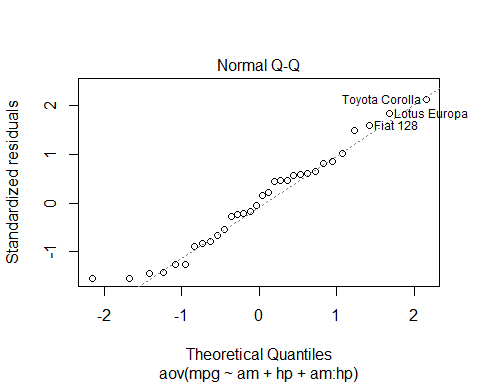 Normal Q-Q
Standardized residuals
2
1
0
-1
Toyota Corolla
Lotus Europa
Fiat 128
-2
-1
0
1
2
Theoretical Quantiles
aov(mpg ~ am + hp + am:hp)